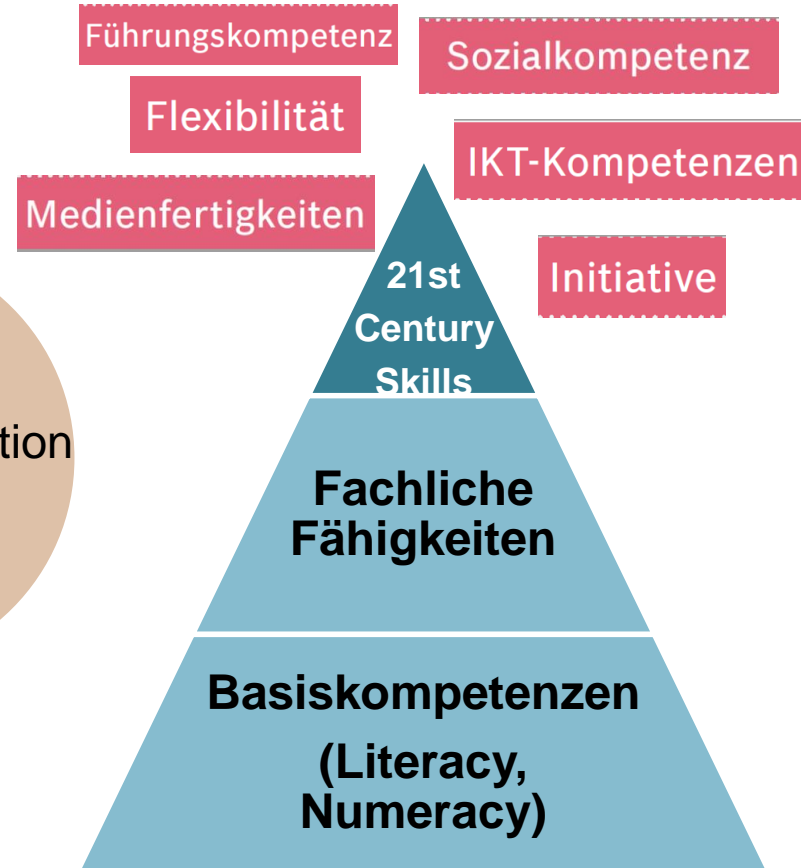 Führungskompetenz
Sozialkompetenz
Flexibilität
IKT-Kompetenzen
Medienfertigkeiten
Initiative
21st
Century
Skills
tion
Fachliche
Fähigkeiten
Basiskompetenzen
(Literacy,
Numeracy)